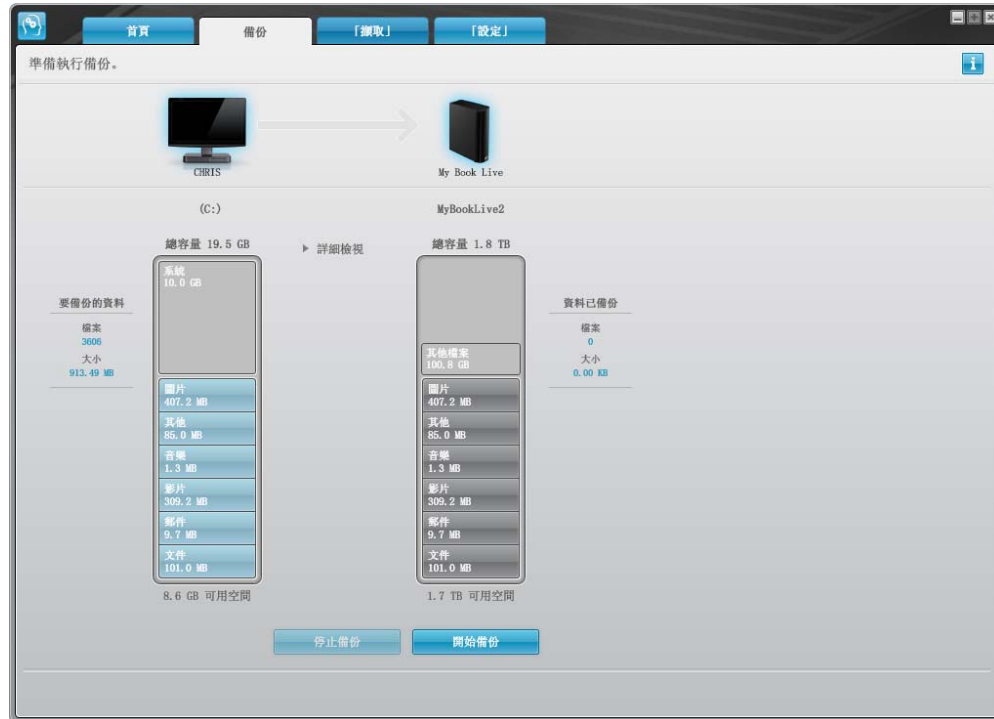 首頁
備份
「擷取」
「設定」
準備執行備份。
CHRIS
My Book Live
(C:)
MyBookLive2
總容量 19.5 GB
詳細檢視
總容量 1.8 TB
系統
10.0 GB
要備份的資料
檔案
3606
大小
913.49 MB
圖片
407.2 MB
其他
85.0 MB
音樂
1.3 MB
影片
309.2 MB
郵件
9.7 MB
文件
101.0 MB
8.6 GB 可用空間
其他檔案
100.8 GB
圖片
407.2 MB
其他
85.0 MB
音樂
1.3 MB
影片
309.2 MB
郵件
9.7 MB
文件
101.0 MB
1.7 TB 可用空間
資料已備份
檔案
0
大小
0.00 KB
停止備份
開始備份